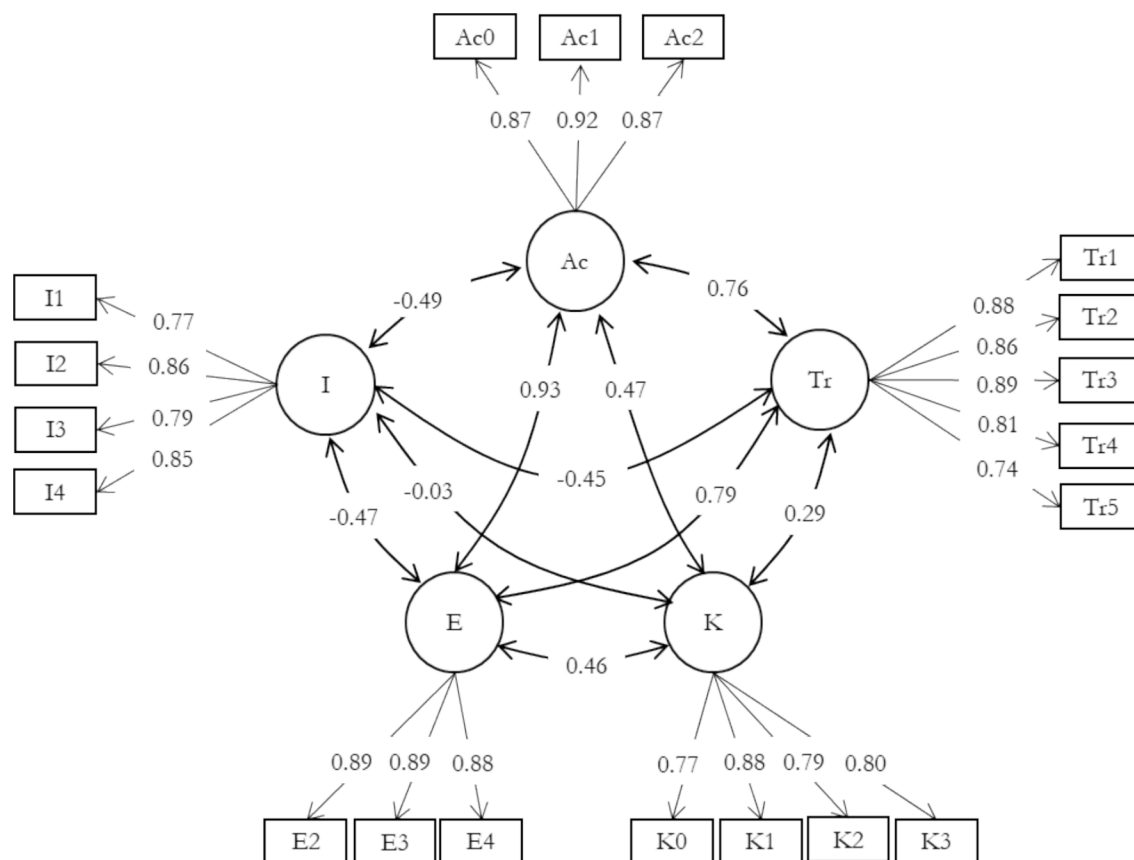 Ac0 Ac1 Ac2
0.87 0.92 0.87
Ac
Tr1
I1
-0.49
0.76
0.88
Tr2
0.77
0.86
I2
0.86
I
0.93
0.47
Tr
0.89
Tr3
I3
0.79
0.81
Tr4
0.85
I4
-0.03
-0.45
0.79
0.74
Tr5
-0.47
0.29
E
K
0.46
0.89 0.89 0.88
0.77 0.88 0.79 0.80
E2 E3 E4
K0 K1 K2 K3